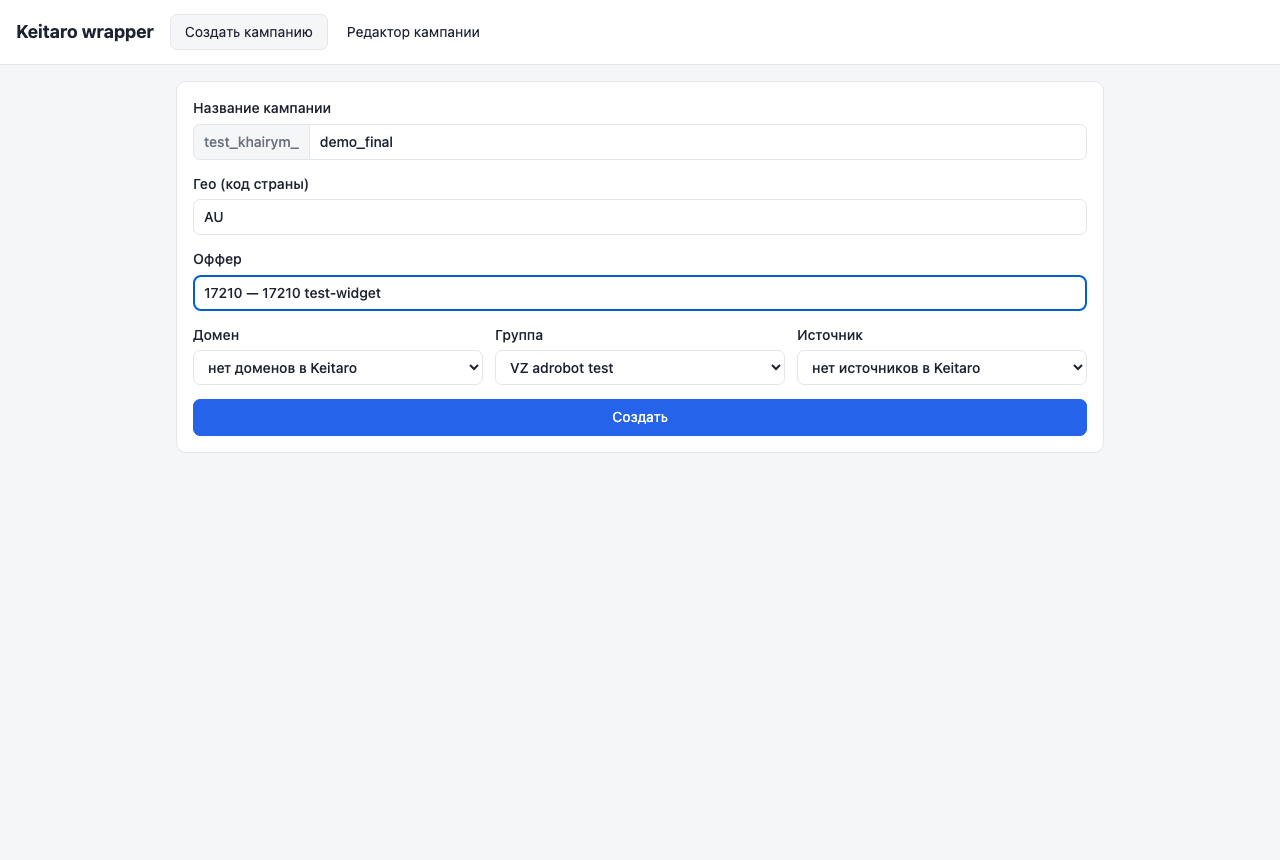 Keitaro wrapper
Создать кампанию
Редактор кампании
Название кампании
test_khairym_ demo_final
Гео (код страны)
AU
Оффер
17210 — 17210 test-widget
Домен
Группа
Источник
нет доменов в Keitaro
VZ adrobot test
нет источников в Keitaro
Создать